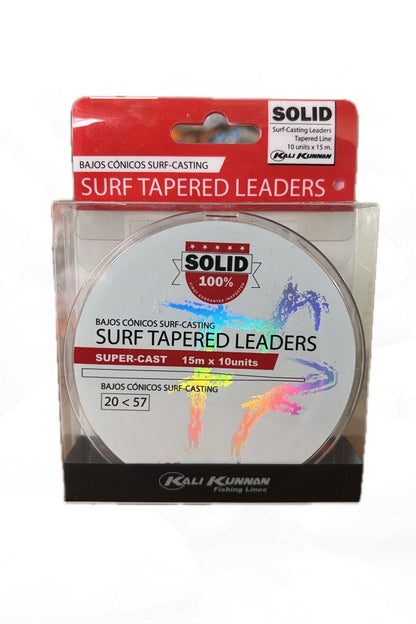 SOLID
Surf-Casting Leaders
Tapered Line
10 units x 15 m.
KALI KUNNAN
BAJOS CÓNICOS SURF-CASTING
SURF TAPERED LEADERS
SOLID
100%
BAJOS CÓNICOS SURF-CASTING
SURF TAPERED LEADERS
SUPER-CAST 15m x 10units
BAJOS CÓNICOS SURF-CASTING
20 < 57
KALI KUNNAN
Fishing Lines